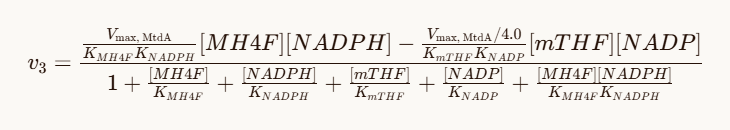 v₃ = \frac{\frac{V_{max, MtdA}}{K_{MH4F} K_{NADPH}}[MH4F][NADPH] - \frac{V_{max, MtdA}/4.0}{K_{mTHF} K_{NADP}}[mTHF][NADP]}{1 + \frac{[MH4F]}{K_{MH4F}} + \frac{[NADPH]}{K_{NADPH}} + \frac{[mTHF]}{K_{mTHF}} + \frac{[NADP]}{K_{NADP}} + \frac{[MH4F][NADPH]}{K_{MH4F} K_{NADPH}}}